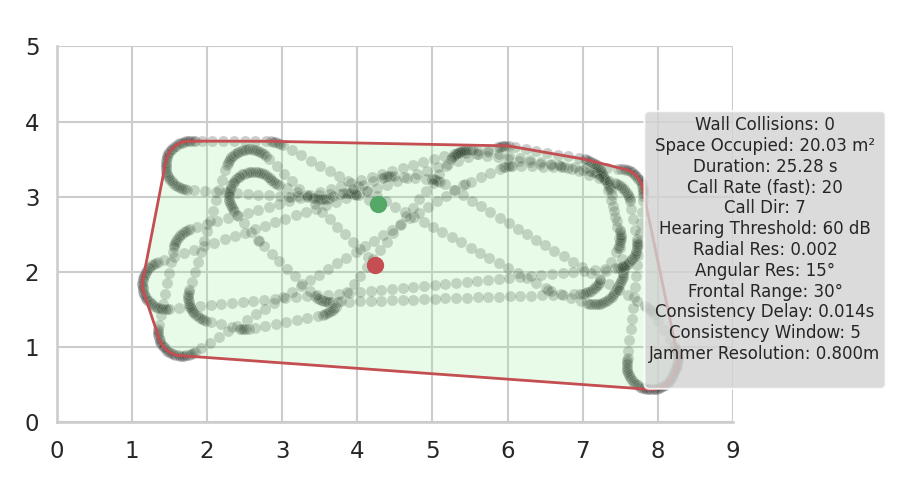 5
4
3
2
1
0
0 1 2 3 4 5 6 7 8 9
Wall Collisions: 0
Space Occupied: 20.03 m²
Duration: 25.28 s
Call Rate (fast): 20
Call Dir: 7
Hearing Threshold: 60 dB
Radial Res: 0.002
Angular Res: 15°
Frontal Range: 30°
Consistency Delay: 0.014s
Consistency Window: 5
Jammer Resolution: 0.800m